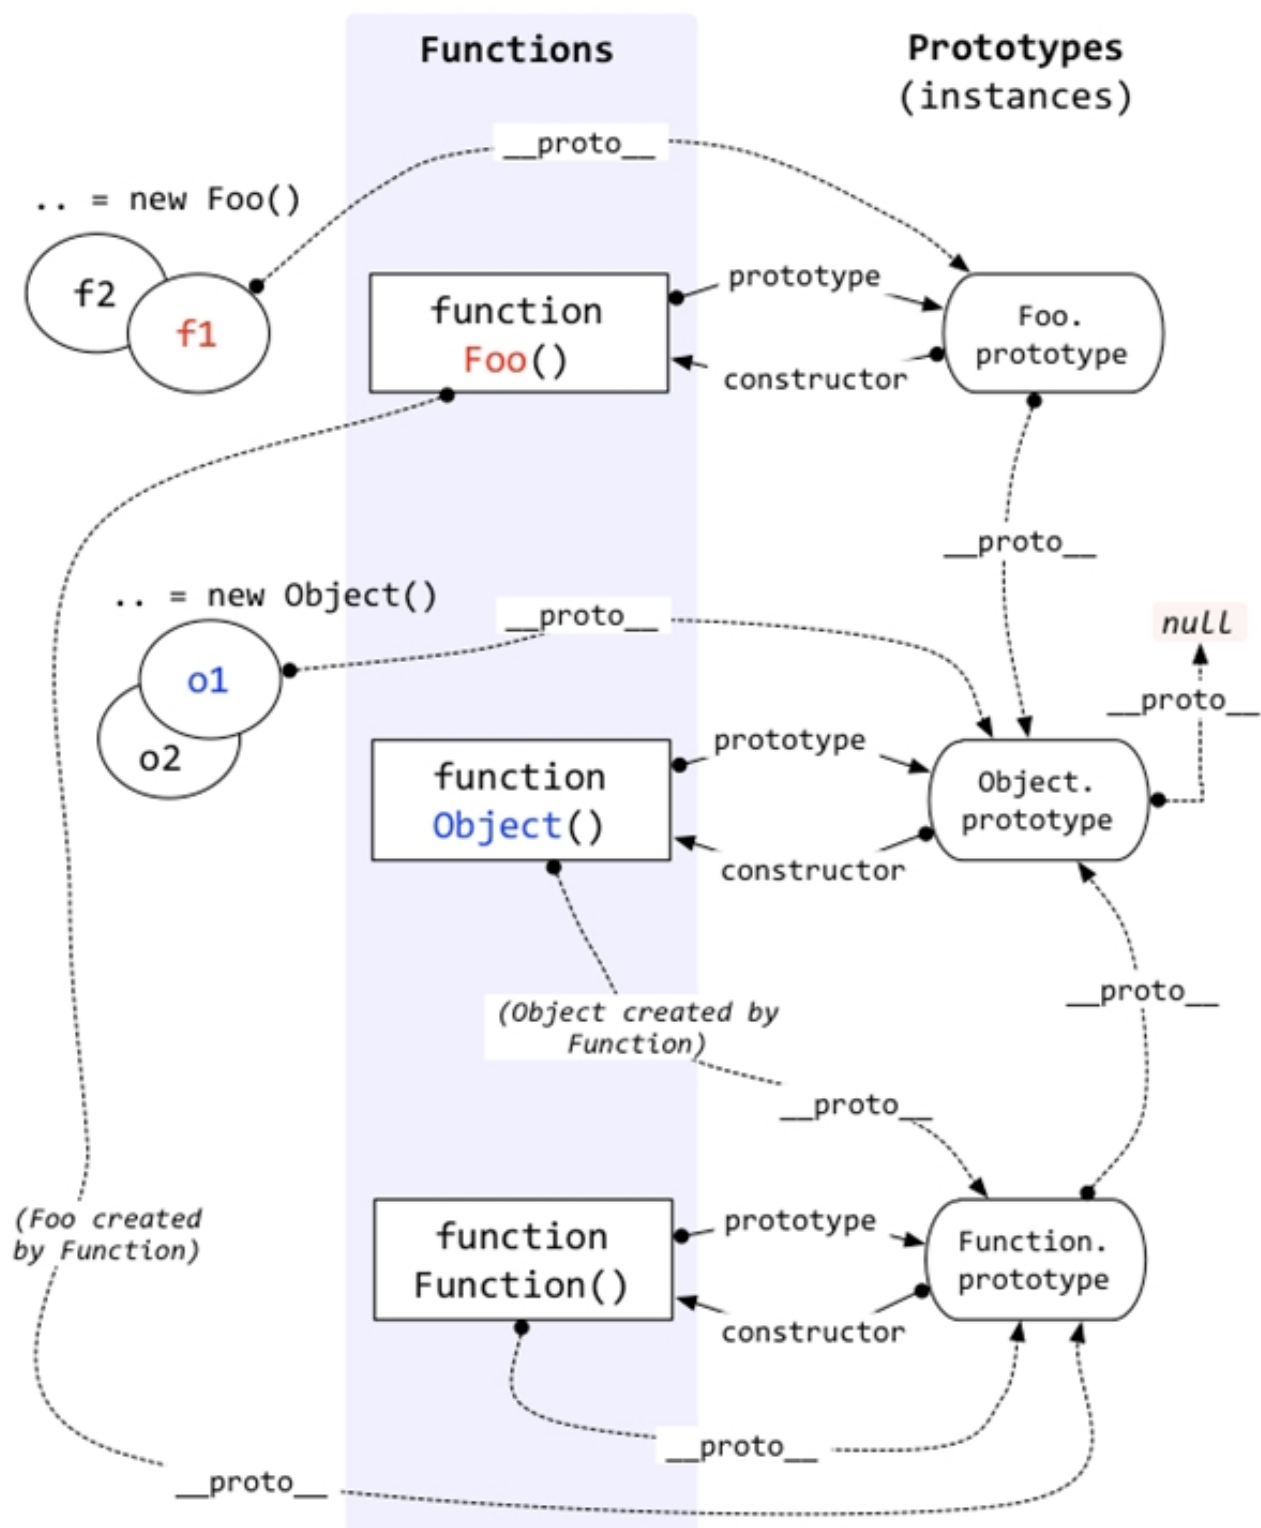 Functions
Prototypes
(instances)
__proto__
.. = new Foo()
f2
f1
function
Foo()
prototype
constructor
Foo.
prototype
__proto__
.. = new Object()
__proto__
null
__proto__
o1
o2
function
Object()
prototype
constructor
Object.
prototype
(Object created by
Function)
__proto__
__proto__
(Foo created
by Function)
function
Function()
prototype
constructor
Function.
prototype
__proto__
__proto__